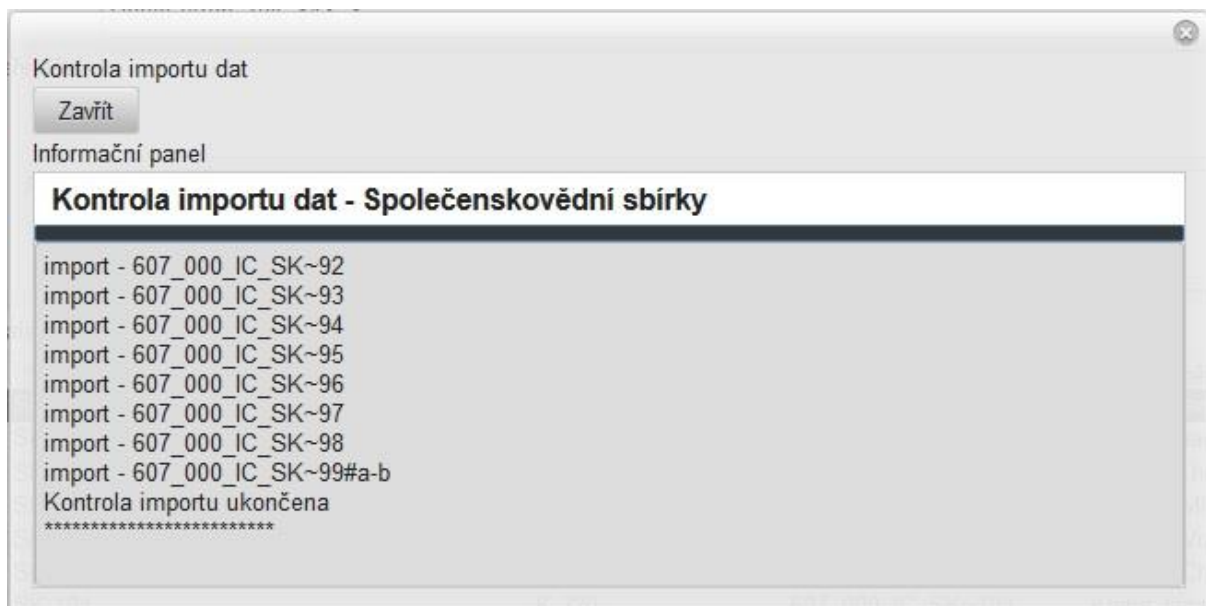 Kontrola importu dat
Zavřít
Informační panel
Kontrola importu dat - Společenskovědní sbírky
import - 607_000_IC_SK~92
import - 607_000_IC_SK~93
import - 607_000_IC_SK~94
import - 607_000_IC_SK~95
import - 607_000_IC_SK~96
import - 607_000_IC_SK~97
import - 607_000_IC_SK~98
import - 607_000_IC_SK~99#a-b
Kontrola importu ukončena
*************************